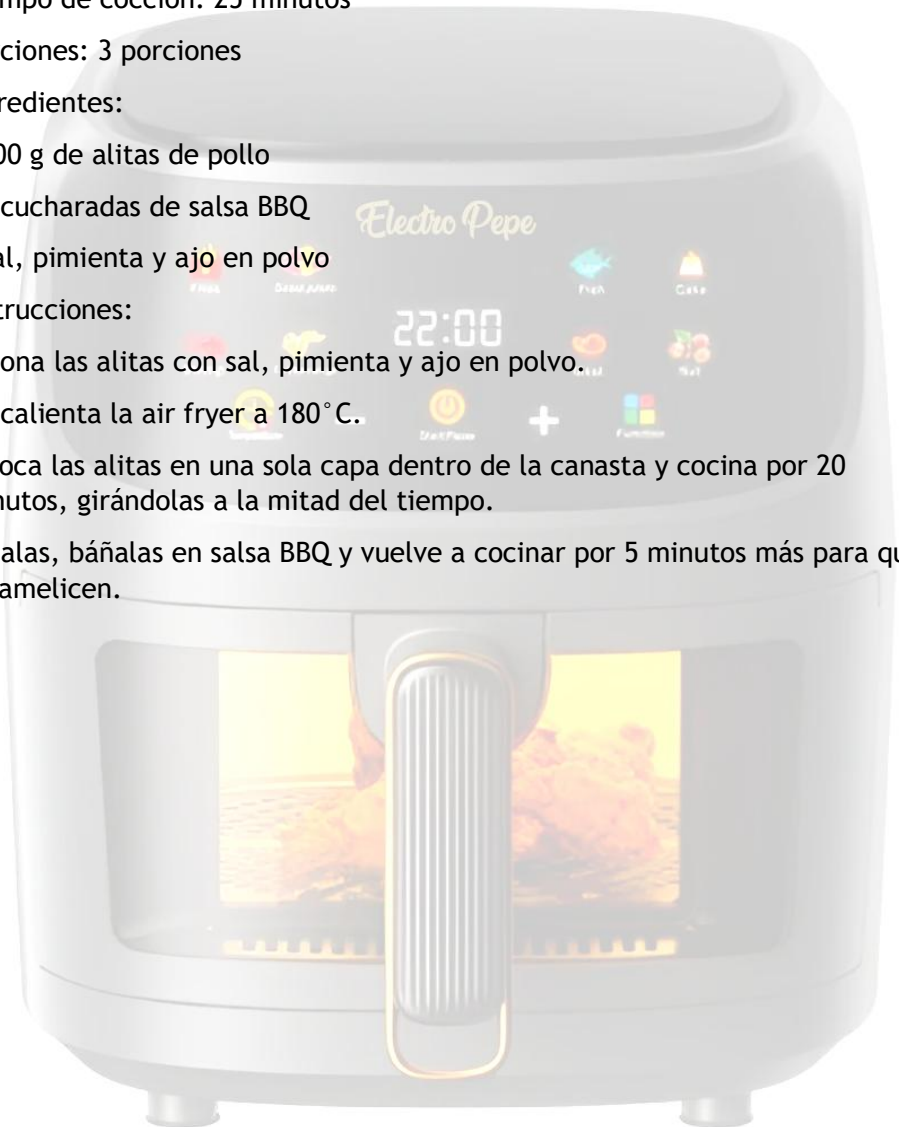 mpo de cocción: 25 minutos
ciones: 3 porciones
redientes:
00 g de alitas de pollo
cucharadas de salsa BBQ
al, pimienta y ajo en polvo
trucciones:
ona las alitas con sal, pimienta y ajo en polvo.
calienta la air fryer a 180°C.
oca las alitas en una sola capa dentro de la canasta y cocina por 20
nutos, girándolas a la mitad del tiempo.
alas, báñalas en salsa BBQ y vuelve a cocinar por 5 minutos más para qu
amelicen.
Electro Pepe
Fish
Cake
22:00
Start/Pause
Function